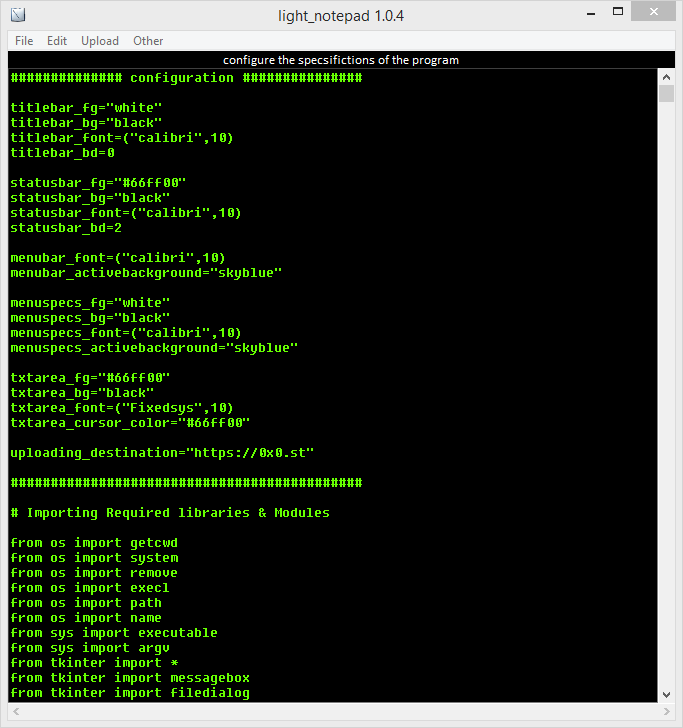 light_notepad 1.0.4
File Edit Upload Other
configure the specsifictions of the program
############## configuration ###############
titlebar_fg="white"
titlebar_bg="black"
titlebar_font=("calibri",10)
titlebar_bd=0
statusbar_fg="#66ff00"
statusbar_bg="black"
statusbar_font=("calibri",10)
statusbar_bd=2
menubar_font=("calibri",10)
menubar_activebackground="skyblue"
menuspecs_fg="white"
menuspecs_bg="black"
menuspecs_font=("calibri",10)
menuspecs_activebackground="skyblue"
txtarea_fg="#66ff00"
txtarea_bg="black"
txtarea_font=("Fixedsys",10)
txtarea_cursor_color="#66ff00"
uploading_destination="https://0x0.st"
############################################
# Importing Required libraries & Modules
from os import getcwd
from os import system
from os import remove
from os import execl
from os import path
from os import name
from sys import executable
from sys import argv
from tkinter import *
from tkinter import messagebox
from tkinter import filedialog